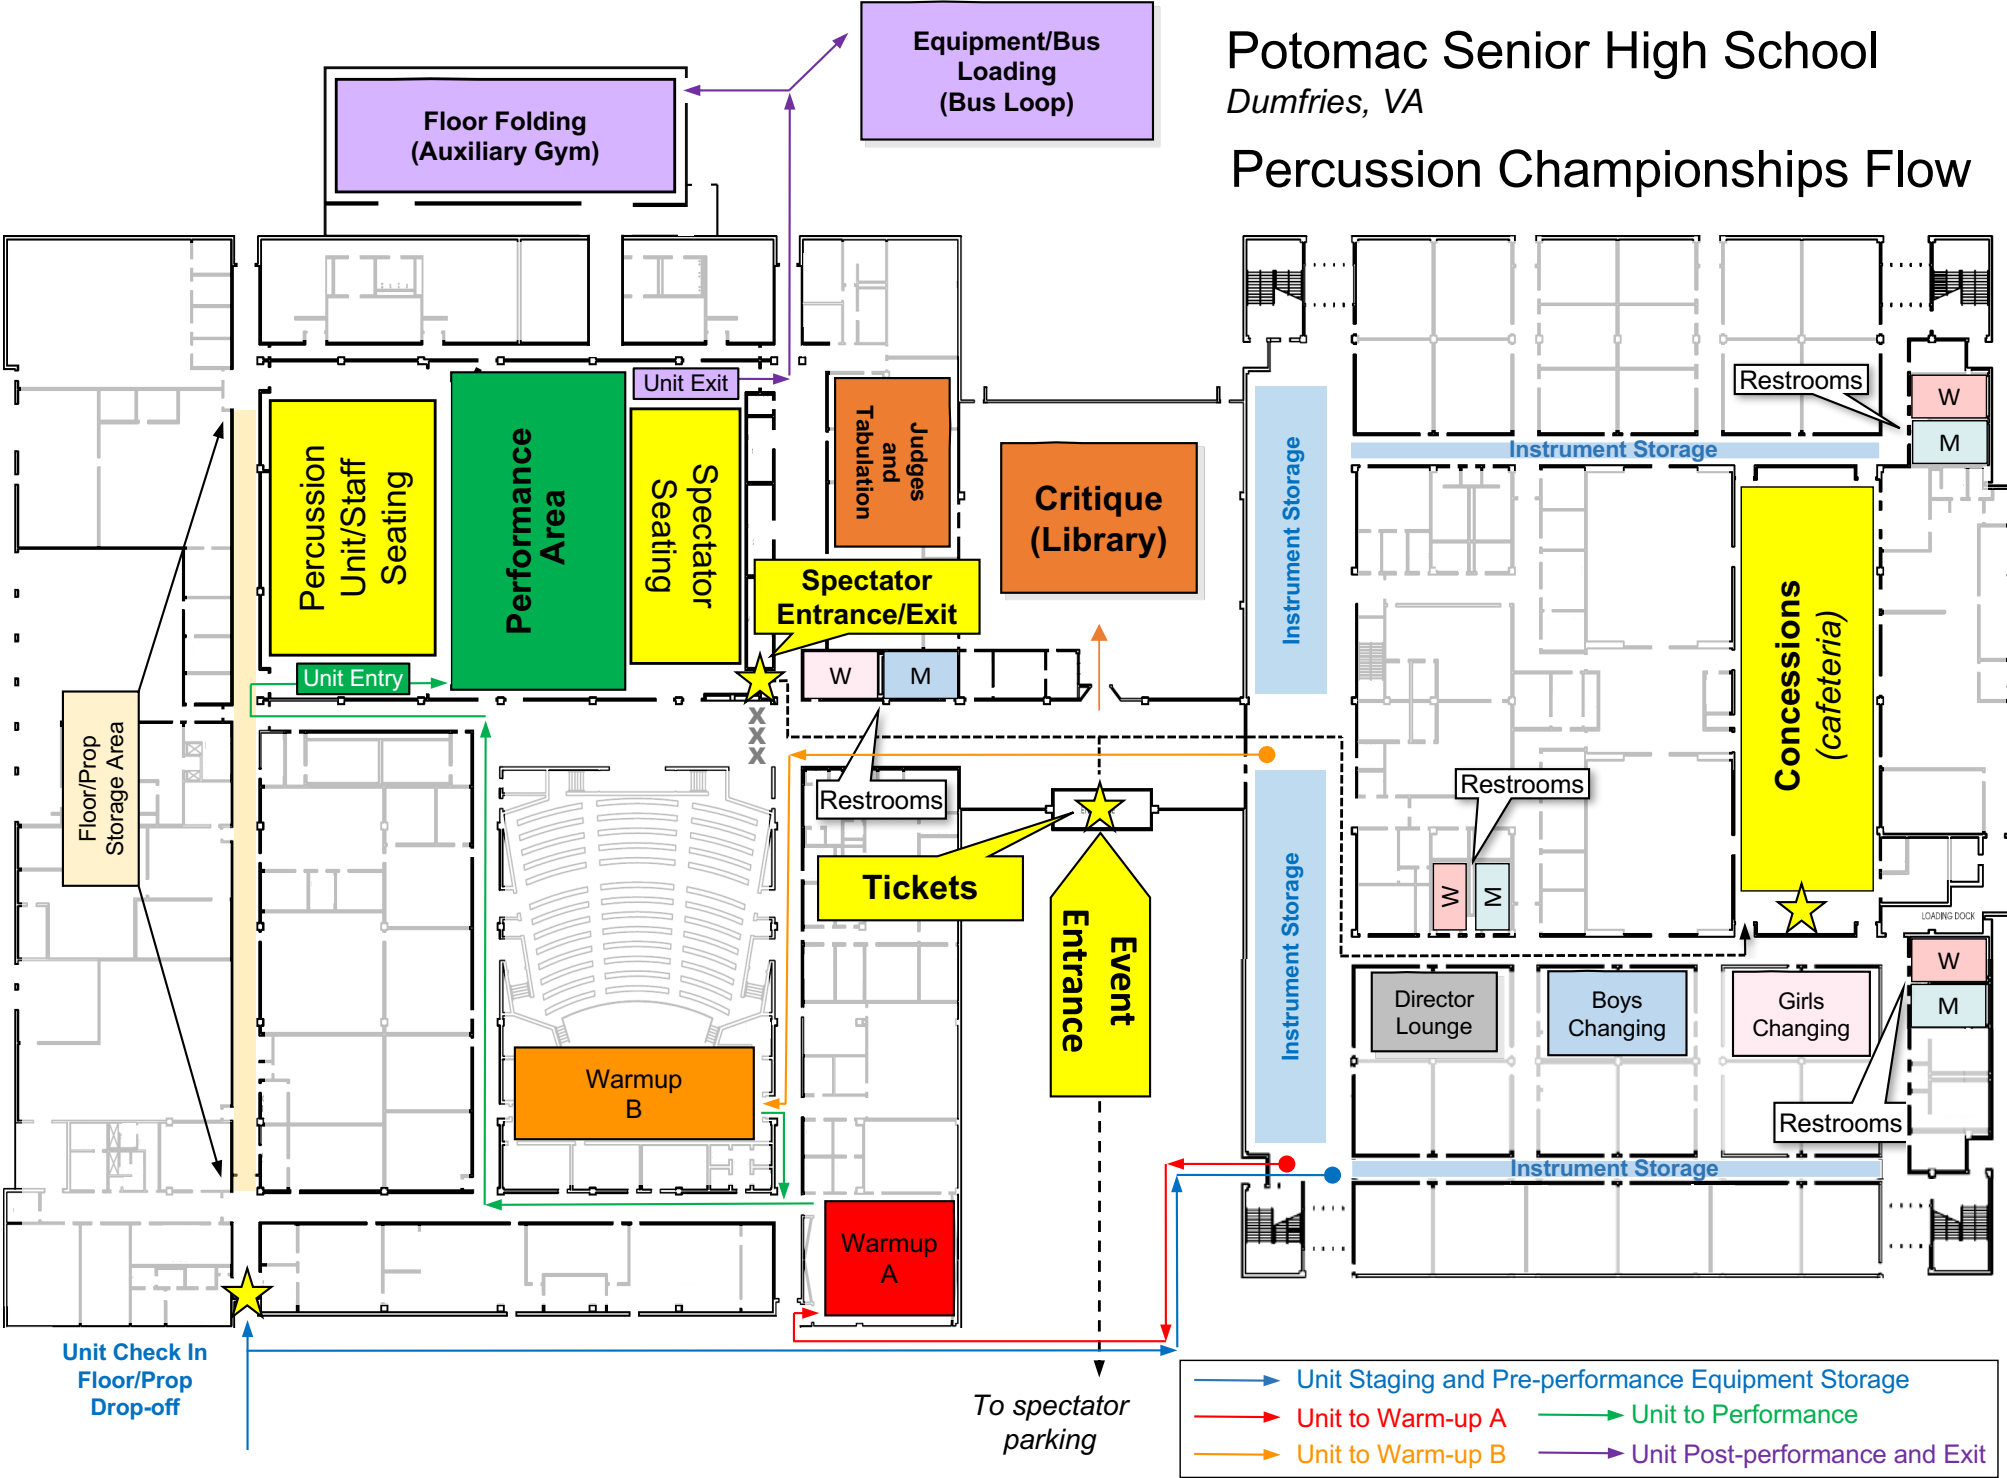 Potomac Senior High School
Dumfries, VA
Percussion Championships Flow
Equipment/Bus
Loading
(Bus Loop)
Floor Folding
(Auxiliary Gym)
Unit Exit
Percussion
Unit/Staff
Seating
Performance
Area
Spectator
Seating
Judges
and
Tabulation
Critique
(Library)
Spectator
Entrance/Exit
Unit Entry
W
M
Restrooms
X
X
X
Floor/Prop
Storage Area
Instrument Storage
Instrument Storage
Instrument Storage
Instrument Storage
Restrooms
W
M
Concessions
(cafeteria)
Restrooms
W
M
Tickets
Event
Entrance
LOADING DOCK
W
M
Restrooms
Director
Lounge
Boys
Changing
Girls
Changing
Warmup
B
Warmup
A
Unit Check In
Floor/Prop
Drop-off
To spectator
parking
Unit Staging and Pre-performance Equipment Storage
Unit to Warm-up A
Unit to Performance
Unit to Warm-up B
Unit Post-performance and Exit